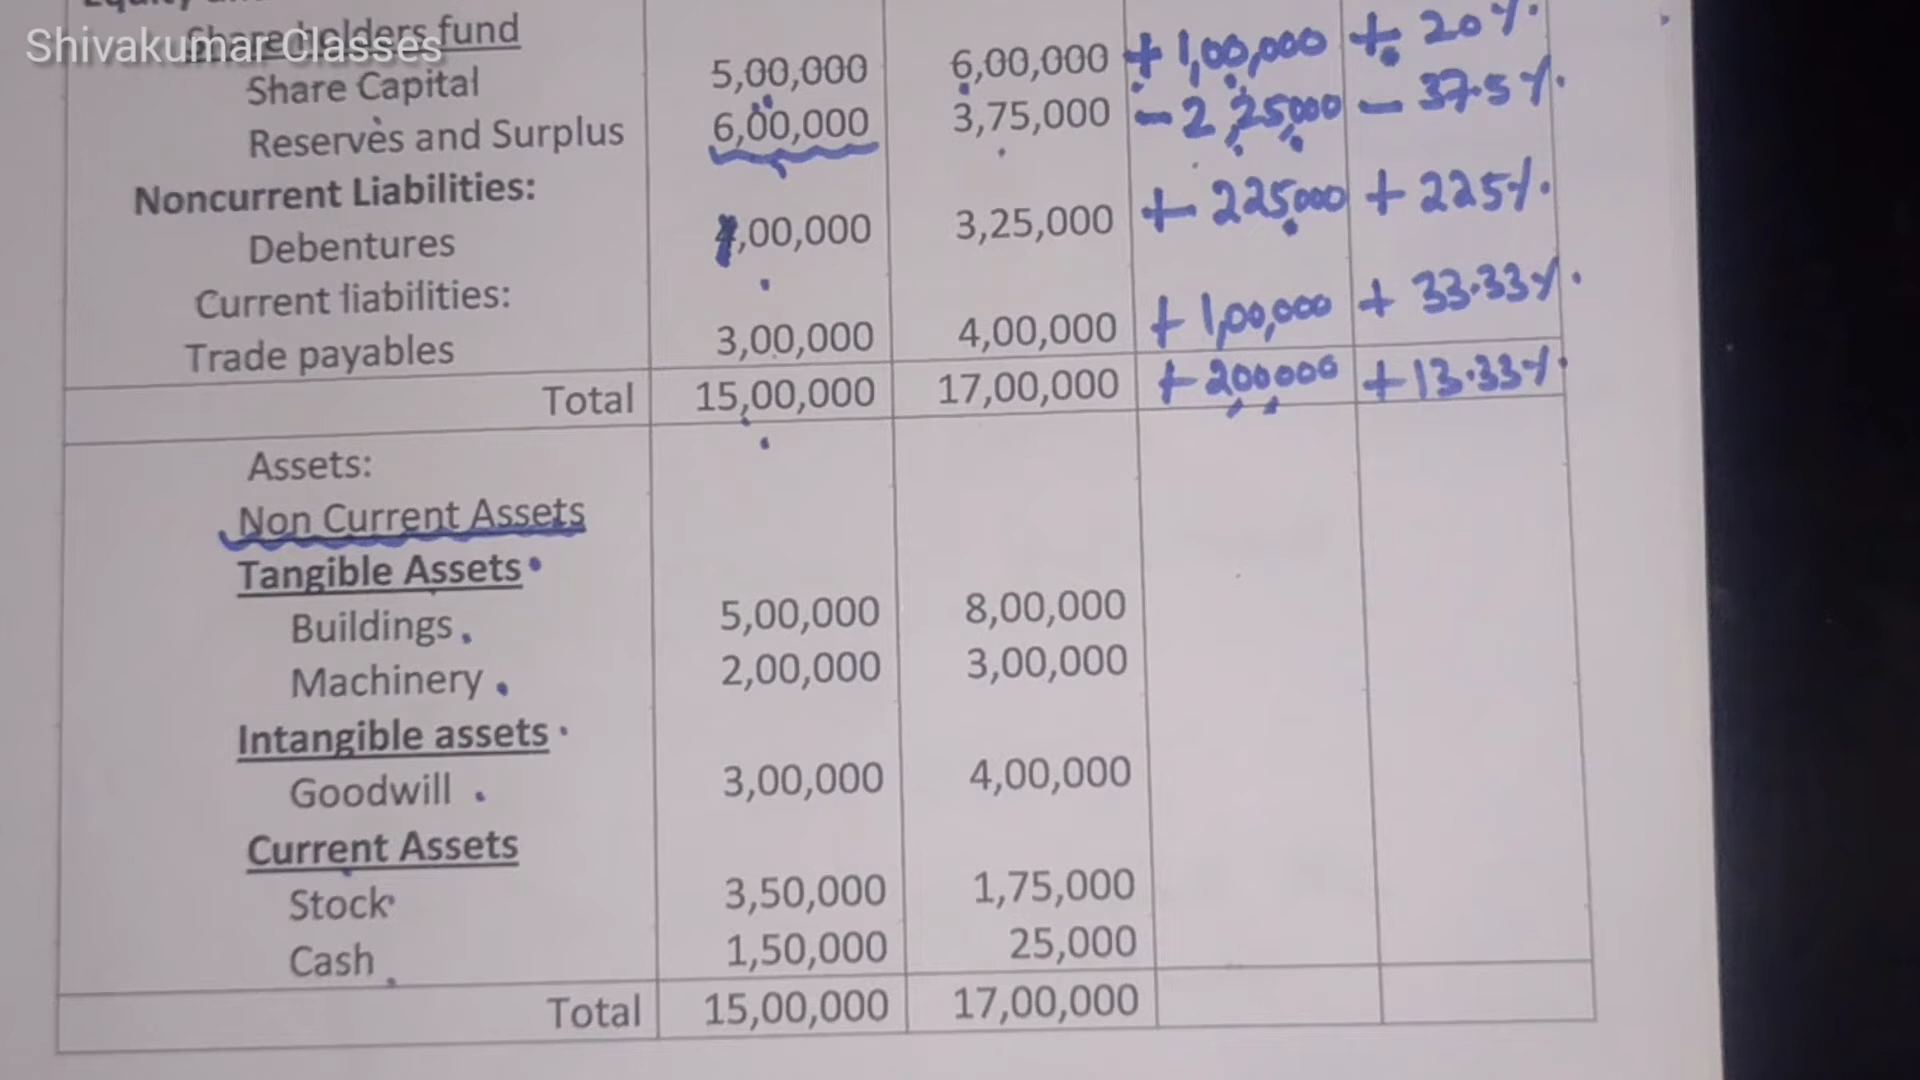 Shivakumar Classes
Shareholders fund
Share Capital 5,00,000 6,00,000 + 1,00,000 + 20%
Reserves and Surplus 6,00,000 3,75,000 - 2,25,000 - 37.5%
Noncurrent Liabilities:
Debentures 1,00,000 3,25,000 + 225,000 + 225%
Current liabilities:
Trade payables 3,00,000 4,00,000 + 1,00,000 + 33.33%
Total 15,00,000 17,00,000 + 200000 + 13.33%
Assets:
Non Current Assets
Tangible Assets
Buildings 5,00,000 8,00,000
Machinery 2,00,000 3,00,000
Intangible assets
Goodwill 3,00,000 4,00,000
Current Assets
Stock 3,50,000 1,75,000
Cash 1,50,000 25,000
Total 15,00,000 17,00,000